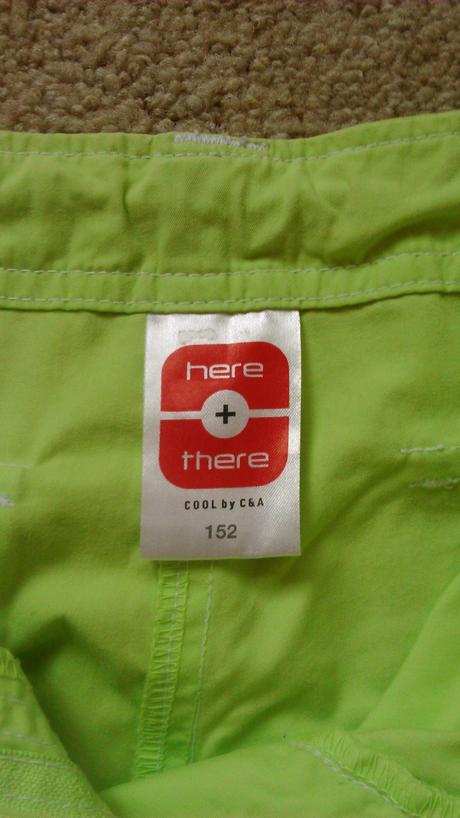 here
+
there
COOL by C&A
152